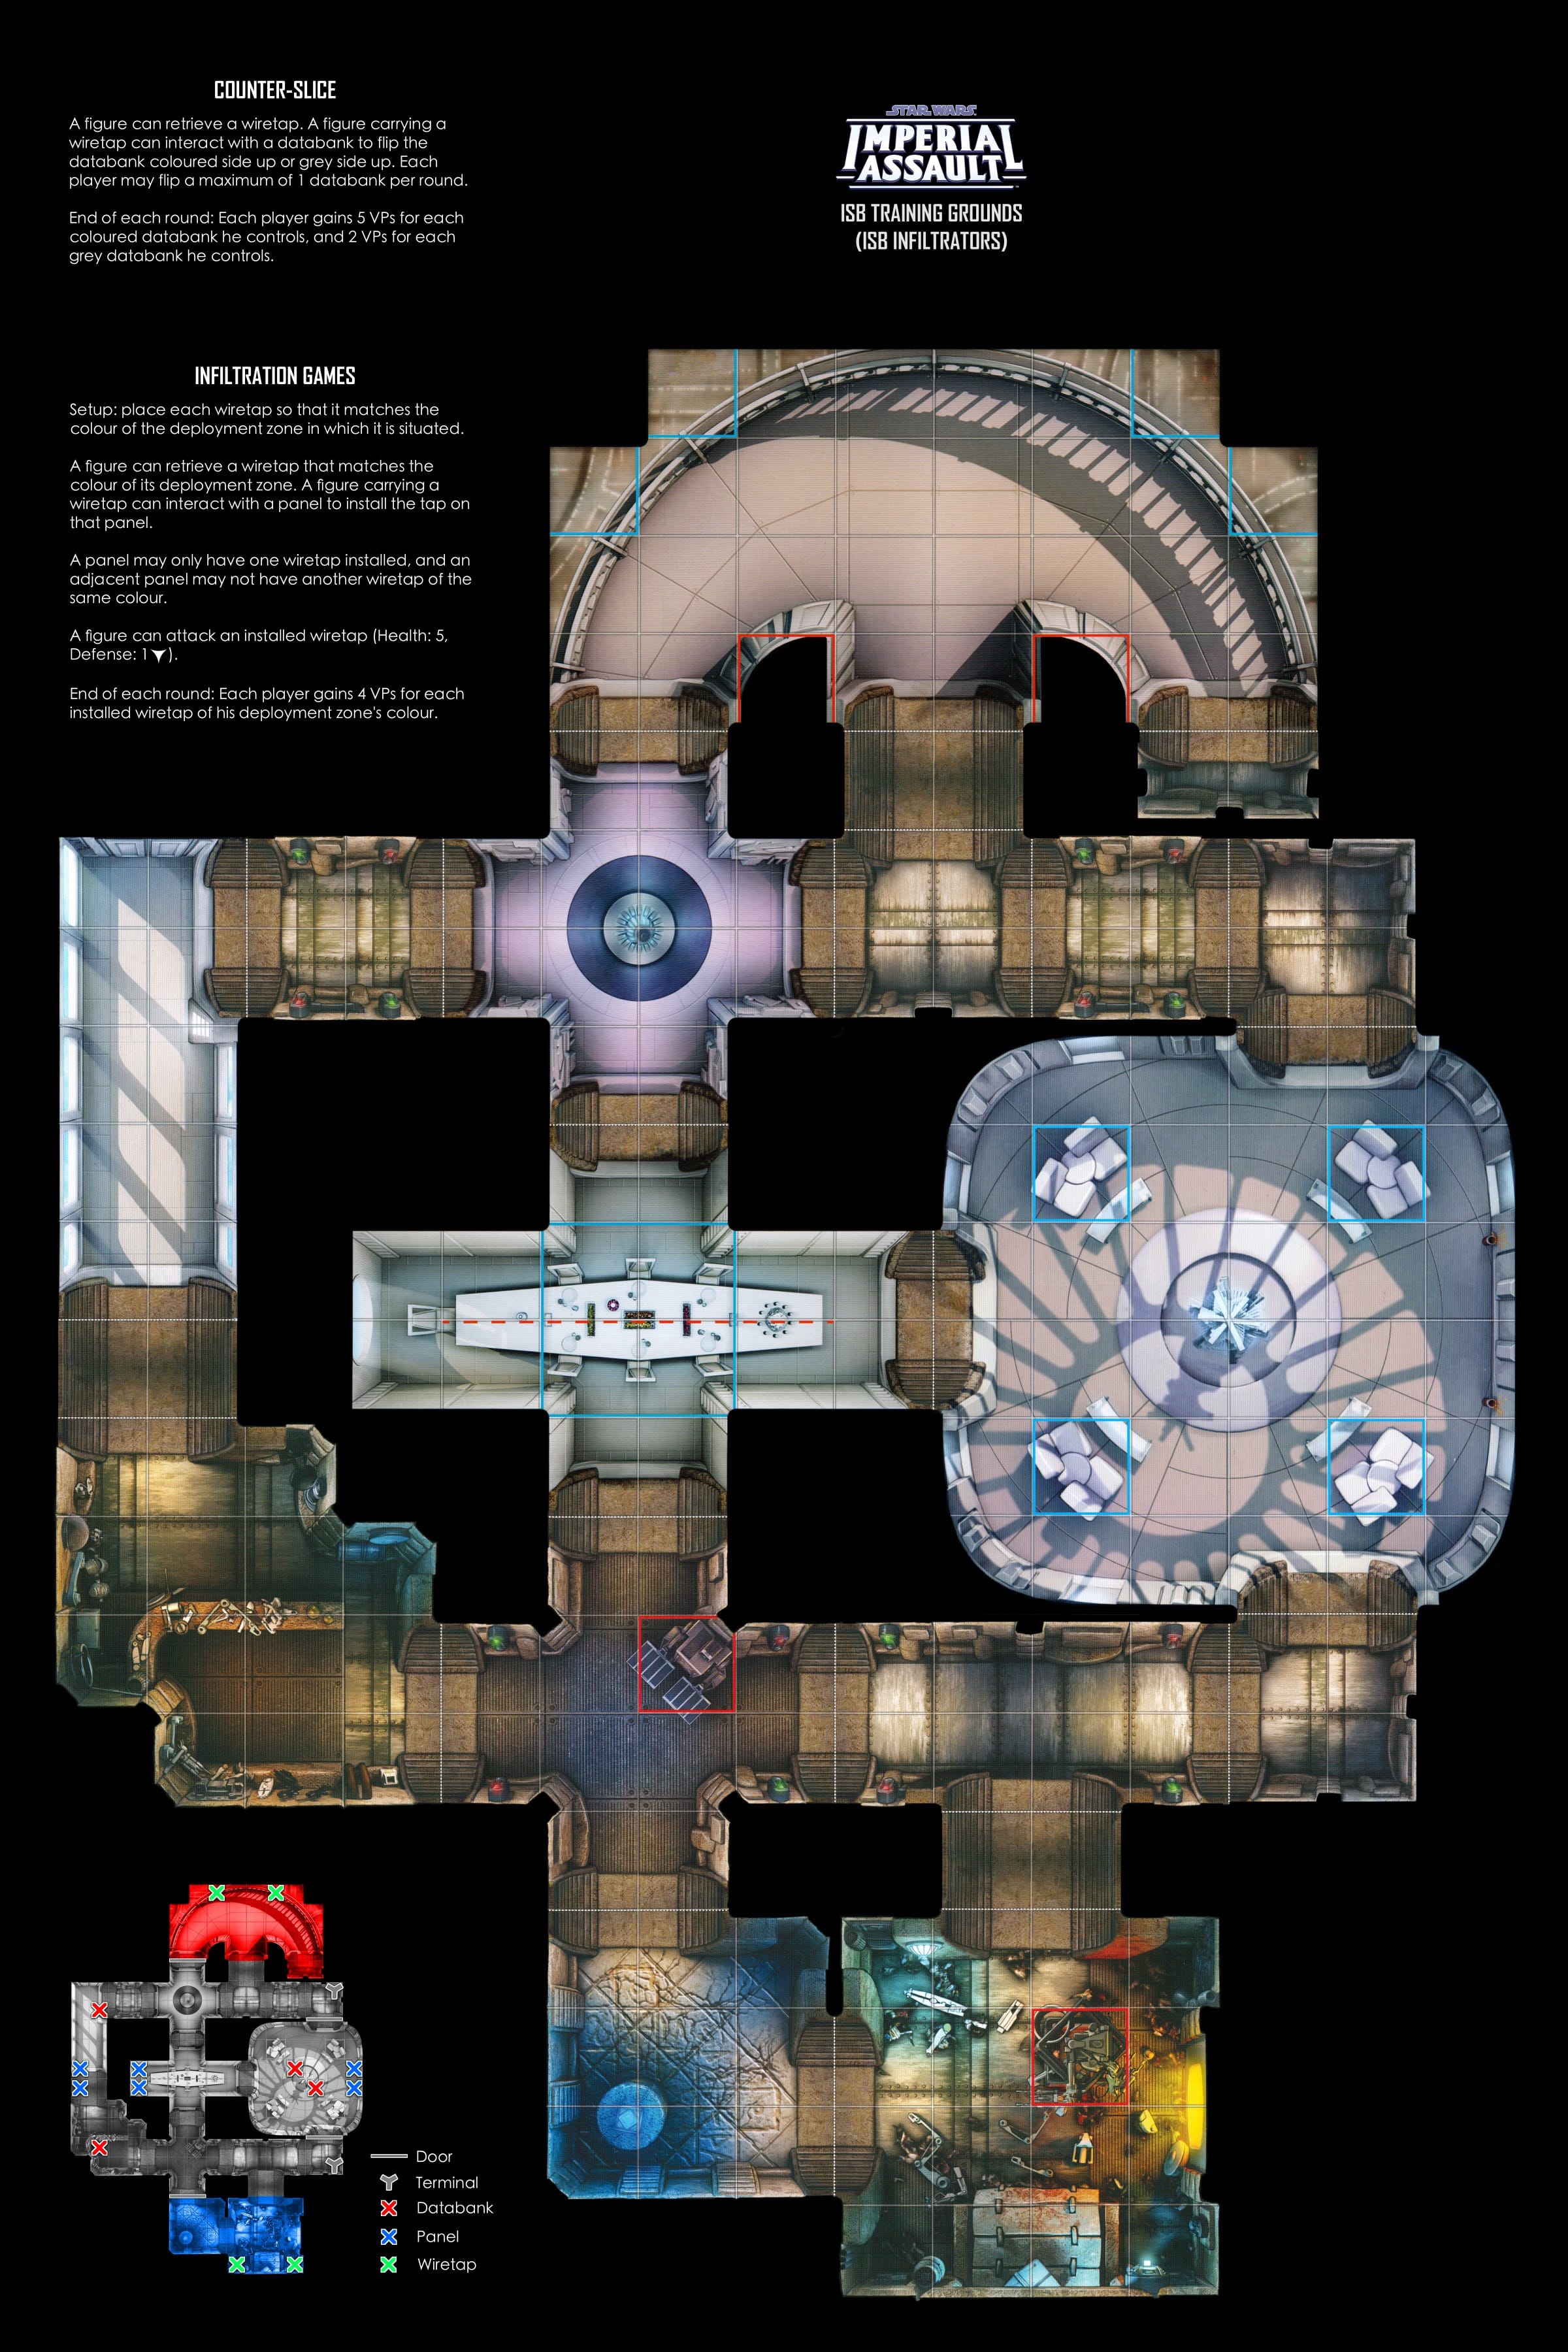 COUNTER-SLICE
A figure can retrieve a wiretap. A figure carrying a
wiretap can interact with a databank to flip the
databank coloured side up or grey side up. Each
player may flip a maximum of 1 databank per round.
End of each round: Each player gains 5 VPs for each
coloured databank he controls, and 2 VPs for each
grey databank he controls.
STAR WARS
IMPERIAL
ASSAULT
ISB TRAINING GROUNDS
(ISB INFILTRATORS)
INFILTRATION GAMES
Setup: place each wiretap so that it matches the
colour of the deployment zone in which it is situated.
A figure can retrieve a wiretap that matches the
colour of its deployment zone. A figure carrying a
wiretap can interact with a panel to install the tap on
that panel.
A panel may only have one wiretap installed, and an
adjacent panel may not have another wiretap of the
same colour.
A figure can attack an installed wiretap (Health: 5,
Defense: 1 ).
End of each round: Each player gains 4 VPs for each
installed wiretap of his deployment zone's colour.
Door
Terminal
Databank
Panel
Wiretap